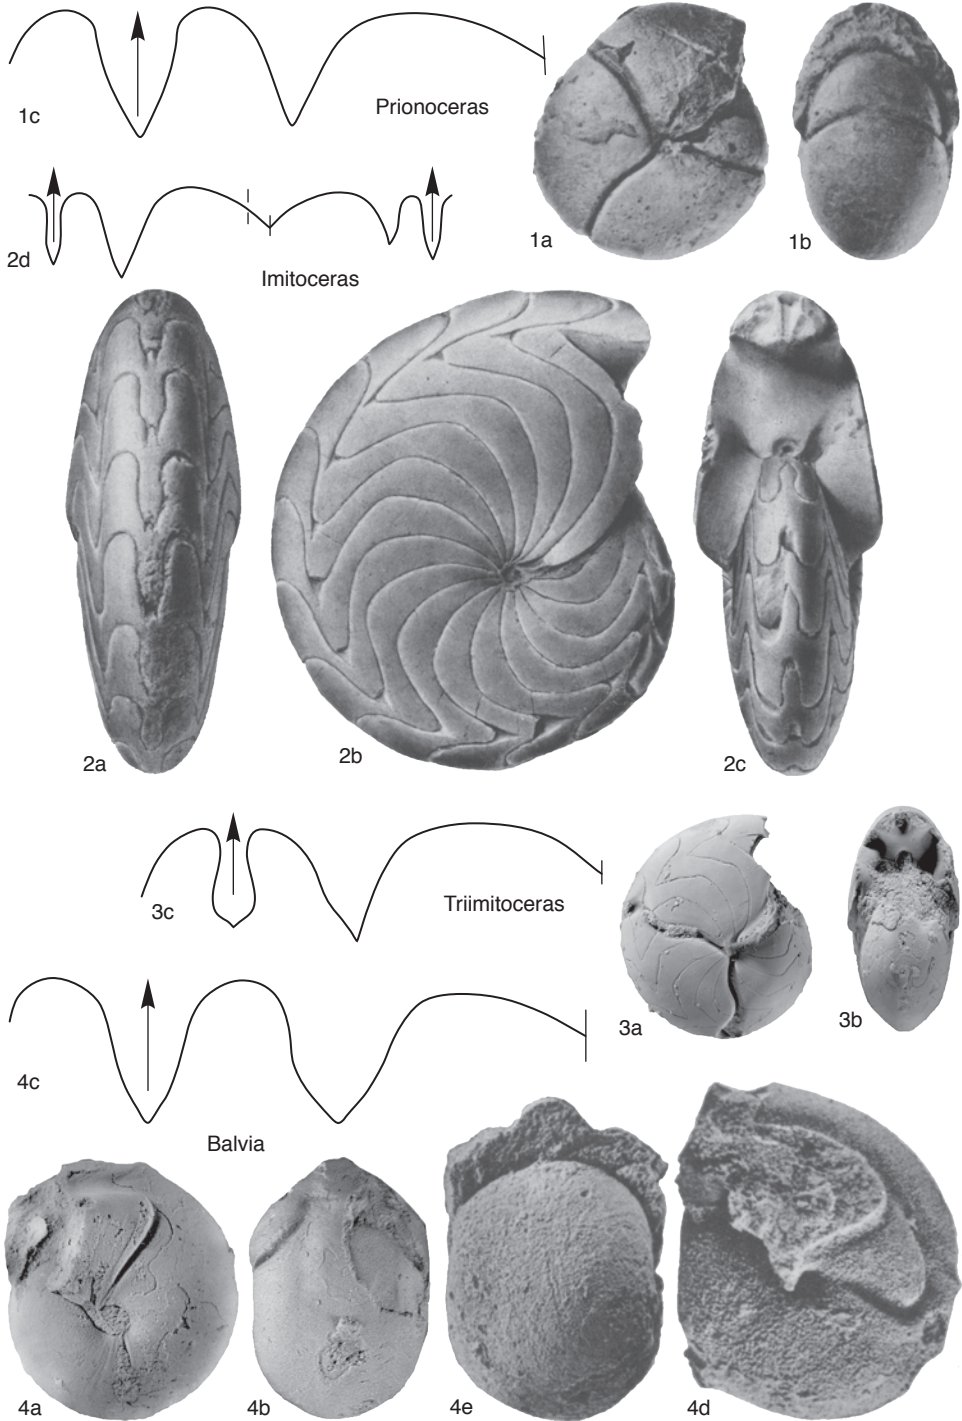 1c
Prionoceras
1a
1b
2d
Imitoceras
2a
2b
2c
3c
Triimitoceras
3a
3b
4c
Balvia
4a
4b
4e
4d